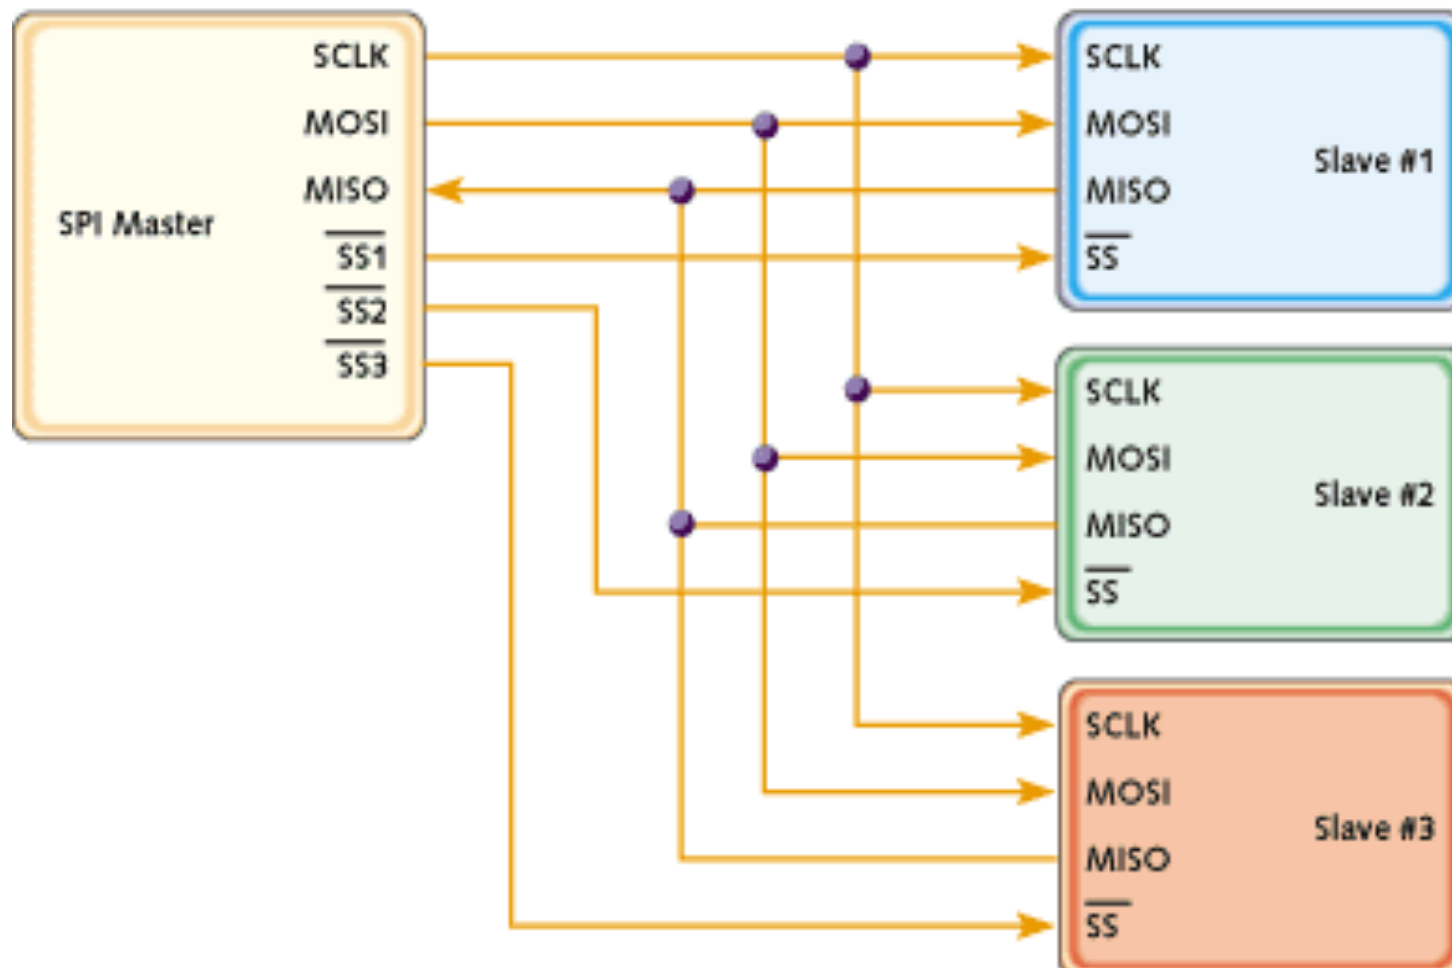 SPI Master
SCLK
MOSI
MISO
SS1
SS2
SS3
SCLK
MOSI
MISO
SS
Slave #1
SCLK
MOSI
MISO
SS
Slave #2
SCLK
MOSI
MISO
SS
Slave #3